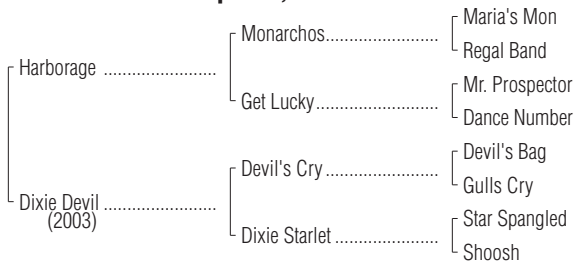 Maria's Mon
Monarchos
Regal Band
Harborage
Mr. Prospector
Get Lucky
Dance Number
Devil's Bag
Devil's Cry
Gulls Cry
Dixie Devil
(2003)
Star Spangled
Dixie Starlet
Shoosh